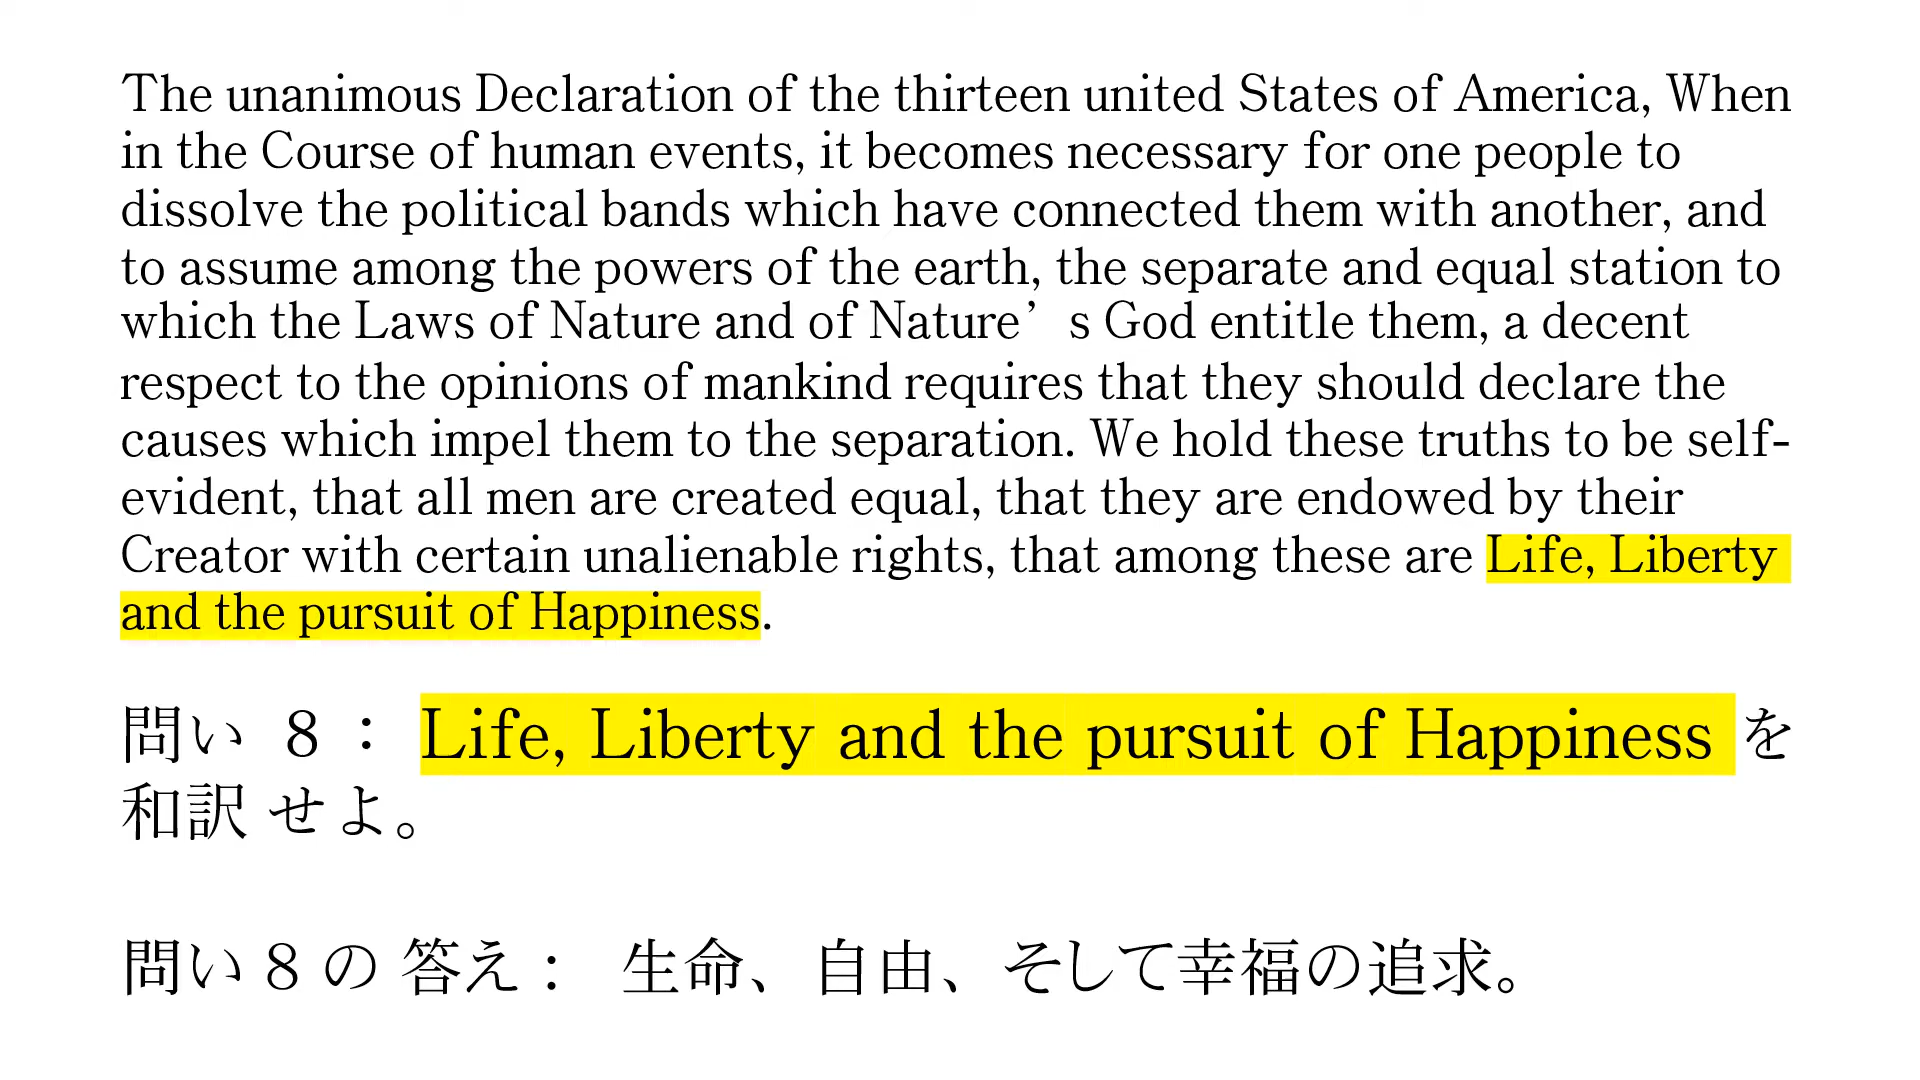 The unanimous Declaration of the thirteen united States of America, When
in the Course of human events, it becomes necessary for one people to
dissolve the political bands which have connected them with another, and
to assume among the powers of the earth, the separate and equal station to
which the Laws of Nature and of Nature’s God entitle them, a decent
respect to the opinions of mankind requires that they should declare the
causes which impel them to the separation. We hold these truths to be self-
evident, that all men are created equal, that they are endowed by their
Creator with certain unalienable rights, that among these are Life, Liberty
and the pursuit of Happiness.
問い 8 : Life, Liberty and the pursuit of Happiness を
和訳 せよ。
問い 8 の 答え : 生命、自由、そして幸福の追求。